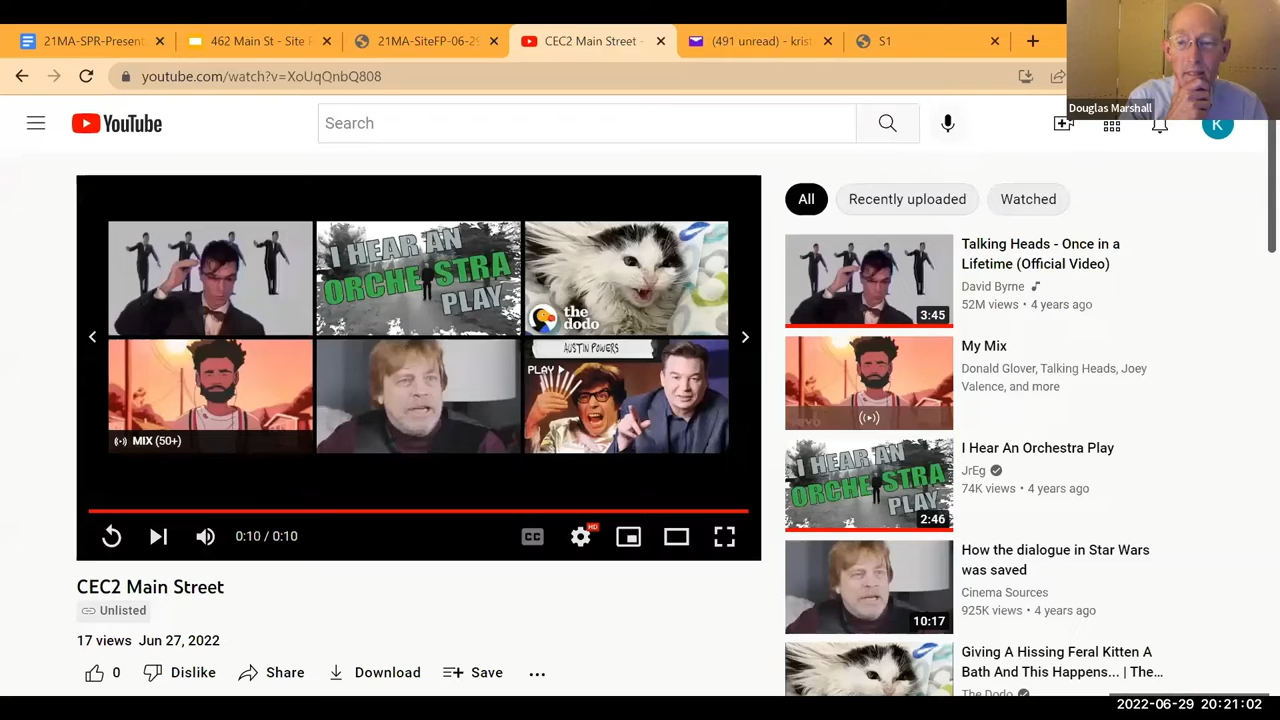 21MA-SPR-Present
462 Main St - Site P
21MA-SiteFP-06-29
CEC2 Main Street -
(491 unread) - krist
S1
youtube.com/watch?v=XoUqQnbQ808
Douglas Marshall
YouTube
Search
K
All
Recently uploaded
Watched
I HEAR AN
ORCHESTRA
PLAY
the
dodo
MIX (50+)
AUSTIN POWERS
PLAY
0:10 / 0:10
CC
HD
CEC2 Main Street
Unlisted
17 views Jun 27, 2022
0
Dislike
Share
Download
Save
3:45
Talking Heads - Once in a
Lifetime (Official Video)
David Byrne
52M views • 4 years ago
My Mix
Donald Glover, Talking Heads, Joey
Valence, and more
I HEAR AN
ORCHESTRA
PLAY
2:46
I Hear An Orchestra Play
JrEg
74K views • 4 years ago
10:17
How the dialogue in Star Wars
was saved
Cinema Sources
925K views • 4 years ago
Giving A Hissing Feral Kitten A
Bath And This Happens... | The...
The Dodo
2022-06-29 20:21:02